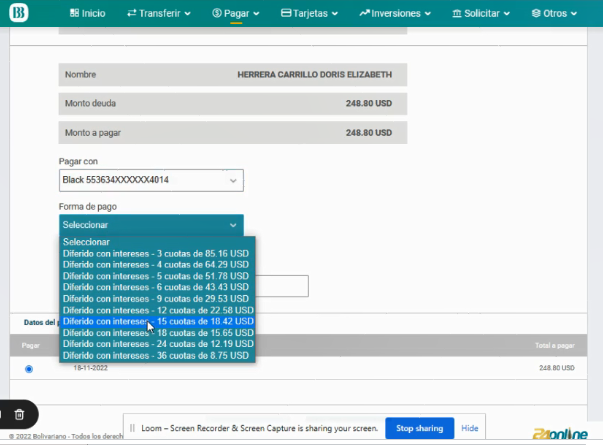 BB Inicio Transferir Pagar Tarjetas Inversiones Solicitar Otros
Nombre HERRERA CARRILLO DORIS ELIZABETH
Monto deuda 248.80 USD
Monto a pagar 248.80 USD
Pagar con
Black 553634XXXXXX4014
Forma de pago
Seleccionar
Seleccionar
Diferido con intereses - 3 cuotas de 85.16 USD
Diferido con intereses - 4 cuotas de 64.29 USD
Diferido con intereses - 5 cuotas de 51.78 USD
Diferido con intereses - 6 cuotas de 43.43 USD
Diferido con intereses - 9 cuotas de 29.53 USD
Diferido con intereses - 12 cuotas de 22.58 USD
Diferido con intereses - 15 cuotas de 18.42 USD
Diferido con intereses - 18 cuotas de 15.65 USD
Diferido con intereses - 24 cuotas de 12.19 USD
Diferido con intereses - 36 cuotas de 8.75 USD
Datos del
Pagar Total a pagar
18-11-2022 248.80 USD
Loom – Screen Recorder & Screen Capture is sharing your screen. Stop sharing Hide
© 2022 Bolivariano - Todos los derech
24online